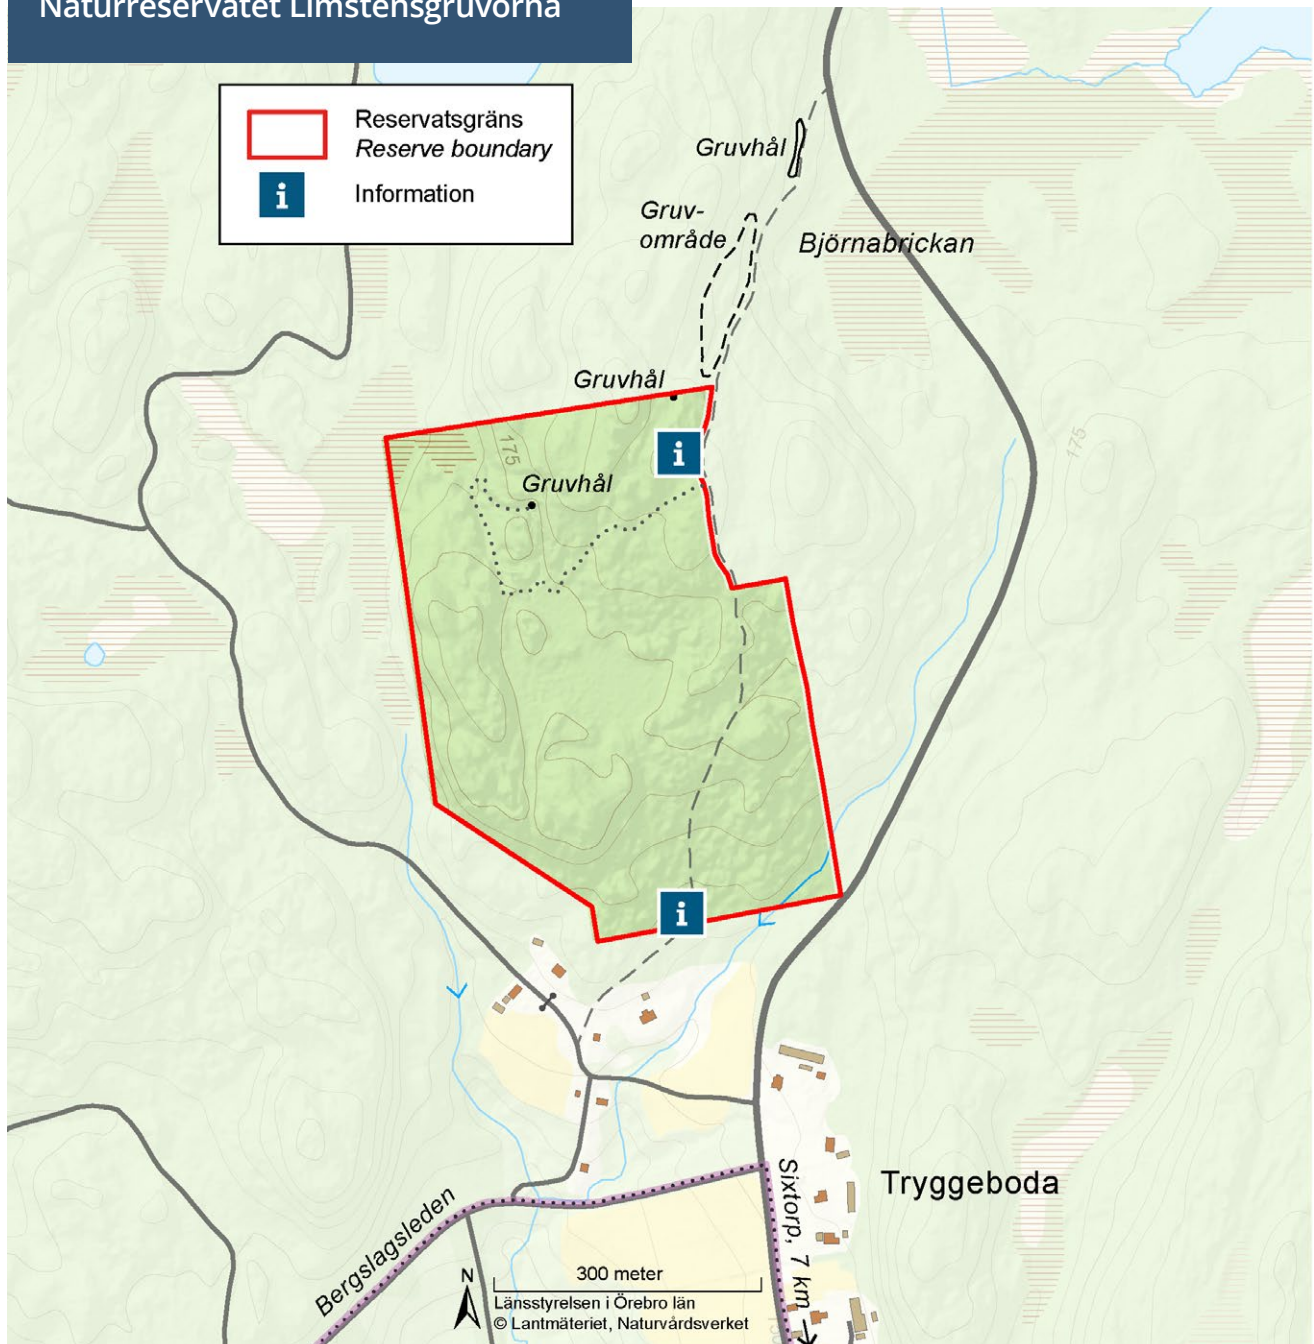 Naturreservatet Limstensgruvorna
Reservatsgräns
Reserve boundary
Information
Gruvhål
Gruv-
område
Björnabrickan
Gruvhål
175
175
Gruvhål
Tryggeboda
Sixtorp, 7 km
Bergslagsleden
N
300 meter
Länsstyrelsen i Örebro län
© Lantmäteriet, Naturvårdsverket